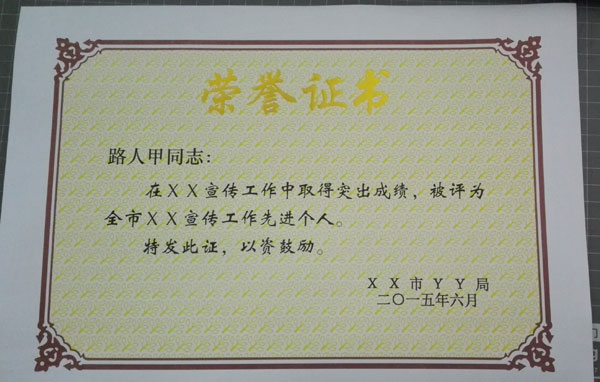 荣誉证书
路人甲同志：
在ＸＸ宣传工作中取得突出成绩，被评为
全市ＸＸ宣传工作先进个人。
特发此证，以资鼓励。
ＸＸ市ＹＹ局
二〇一五年六月